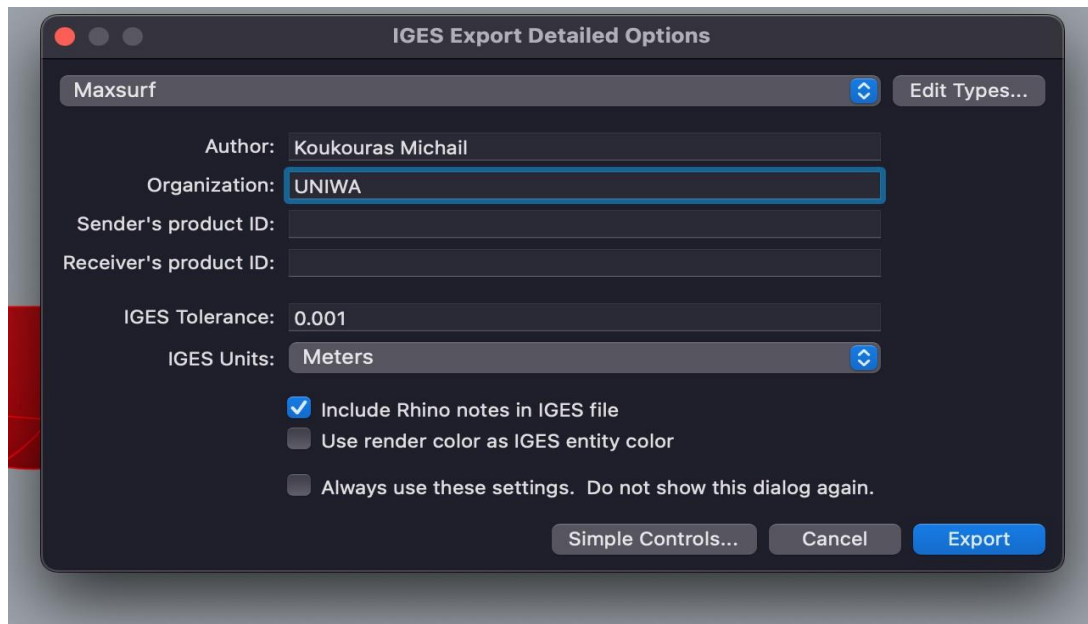 IGES Export Detailed Options
Maxsurf
Edit Types...
Author: Koukouras Michail
Organization: UNIWA
Sender's product ID:
Receiver's product ID:
IGES Tolerance: 0.001
IGES Units: Meters
Include Rhino notes in IGES file
Use render color as IGES entity color
Always use these settings. Do not show this dialog again.
Simple Controls... Cancel Export